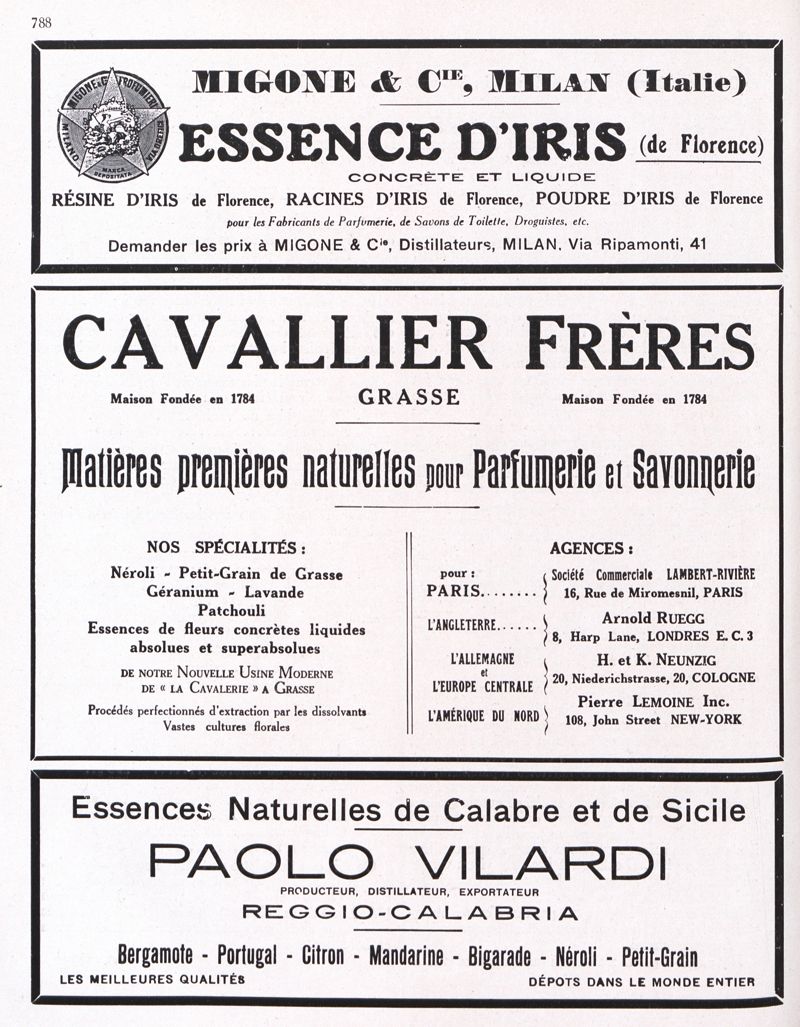 788
MIGONE & CIE, MILAN (Italie)
MIGONE & C. PROFUMIERI
MILANO
MARCA
DEPOSITATA
ESSENCE D'IRIS (de Florence)
CONCRÈTE ET LIQUIDE
RÉSINE D'IRIS de Florence, RACINES D'IRIS de Florence, POUDRE D'IRIS de Florence
pour les Fabricants de Parfumerie, de Savons de Toilette, Droguistes, etc.
Demander les prix à MIGONE & Cie, Distillateurs, MILAN, Via Ripamonti, 41
CAVALLIER FRÈRES
Maison Fondée en 1784 GRASSE Maison Fondée en 1784
Matières premières naturelles pour Parfumerie et Savonnerie
NOS SPÉCIALITÉS :
Néroli - Petit-Grain de Grasse
Géranium - Lavande
Patchouli
Essences de fleurs concrètes liquides
absolues et superabsolues
DE NOTRE NOUVELLE USINE MODERNE
DE « LA CAVALERIE » A GRASSE
Procédés perfectionnés d'extraction par les dissolvants
Vastes cultures florales
AGENCES :
pour :
PARIS........ Société Commerciale LAMBERT-RIVIÈRE
16, Rue de Miromesnil, PARIS
L'ANGLETERRE...... Arnold RUEGG
8, Harp Lane, LONDRES E. C. 3
L'ALLEMAGNE
et
L'EUROPE CENTRALE
H. et K. NEUNZIG
20, Niederichstrasse, 20, COLOGNE
L'AMÉRIQUE DU NORD
Pierre LEMOINE Inc.
108, John Street NEW-YORK
Essences Naturelles de Calabre et de Sicile
PAOLO VILARDI
PRODUCTEUR, DISTILLATEUR, EXPORTATEUR
REGGIO-CALABRIA
Bergamote - Portugal - Citron - Mandarine - Bigarade - Néroli - Petit-Grain
LES MEILLEURES QUALITÉS DÉPOTS DANS LE MONDE ENTIER